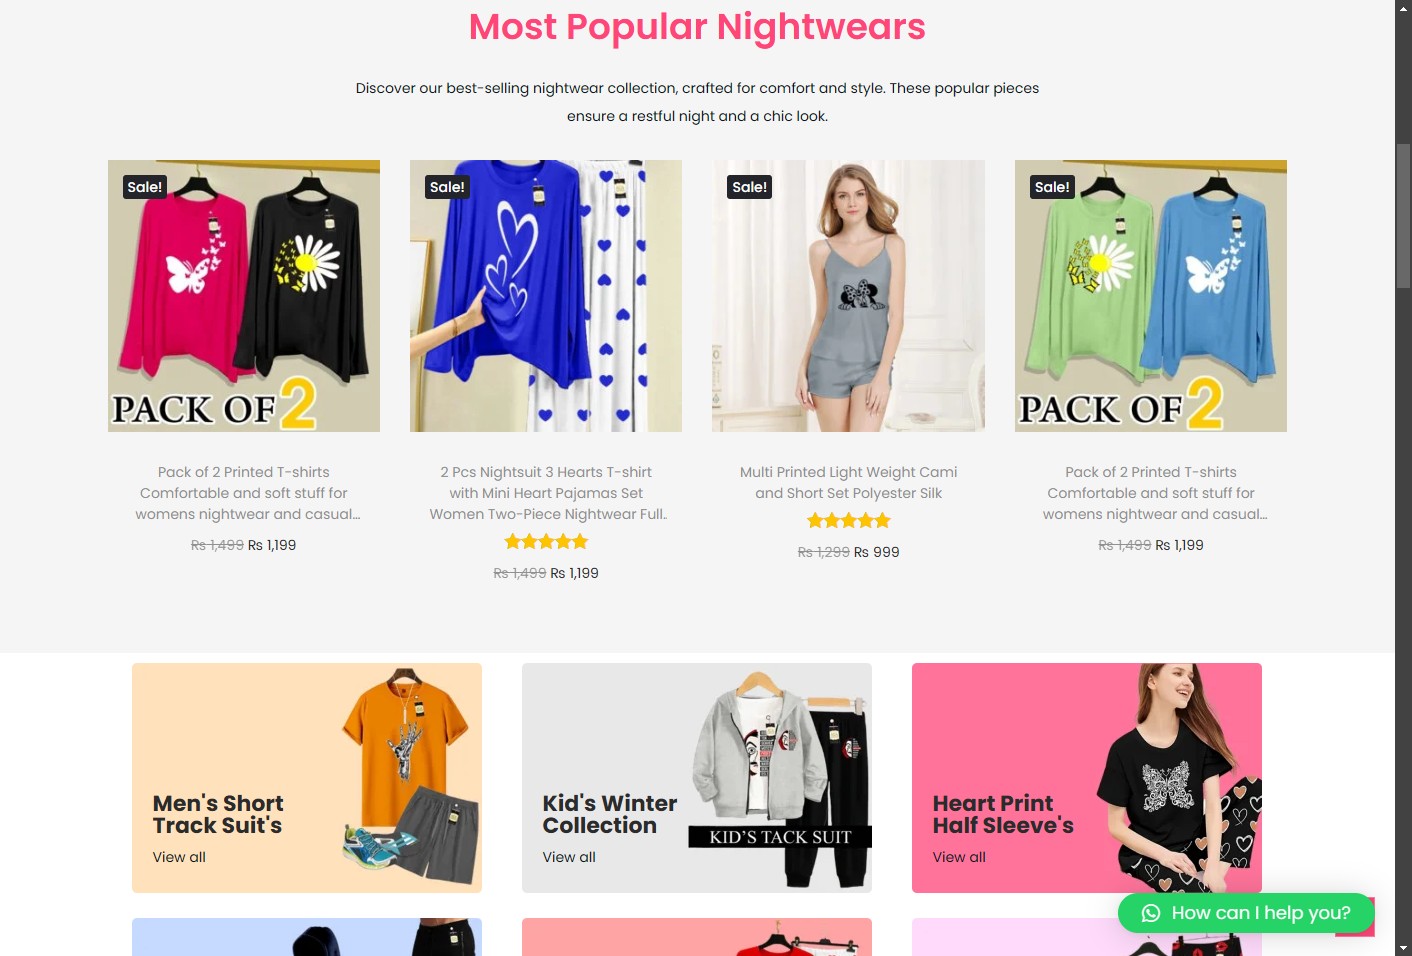 Most Popular Nightwears
Discover our best-selling nightwear collection, crafted for comfort and style. These popular pieces
ensure a restful night and a chic look.
Sale!
PACK OF 2
Sale!
Sale!
Sale!
PACK OF 2
Pack of 2 Printed T-shirts
Comfortable and soft stuff for
womens nightwear and casual...
₨ 1,499 ₨ 1,199
2 Pcs Nightsuit 3 Hearts T-shirt
with Mini Heart Pajamas Set
Women Two-Piece Nightwear Full..
₨ 1,499 ₨ 1,199
Multi Printed Light Weight Cami
and Short Set Polyester Silk
₨ 1,299 ₨ 999
Pack of 2 Printed T-shirts
Comfortable and soft stuff for
womens nightwear and casual...
₨ 1,499 ₨ 1,199
Men's Short
Track Suit's
View all
Kid's Winter
Collection
View all
KID'S TACK SUIT
Heart Print
Half Sleeve's
View all
How can I help you?